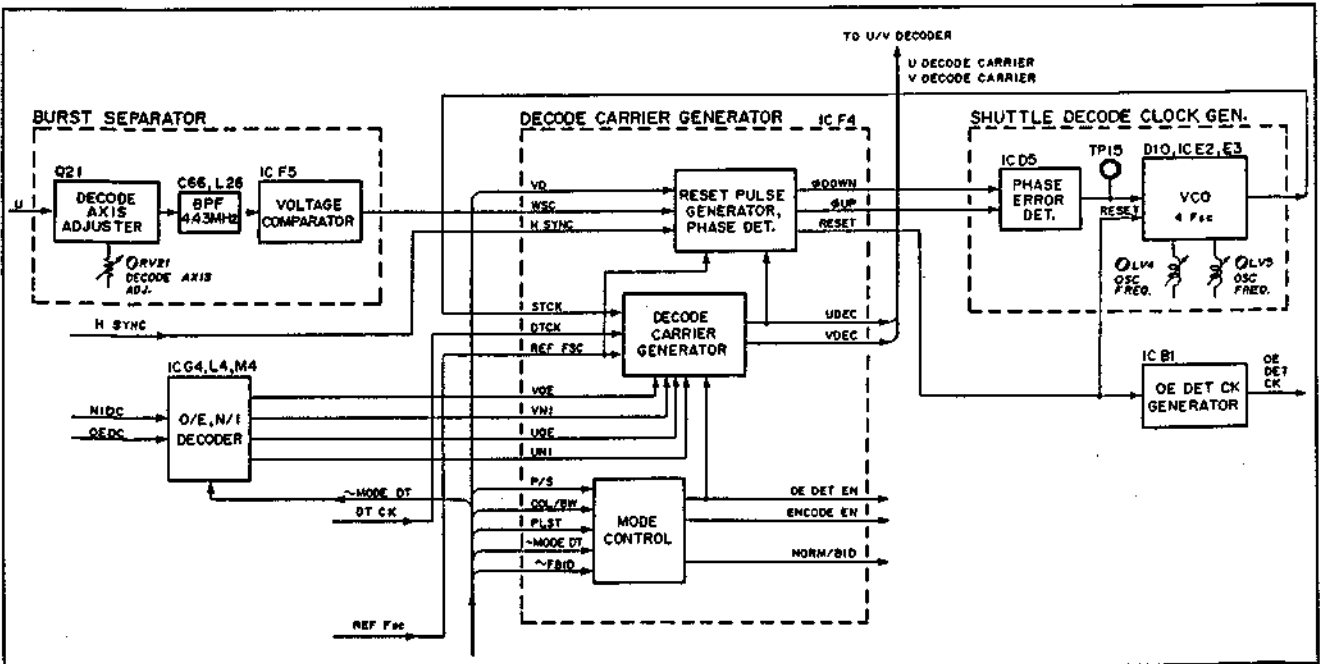 TO U/V DECODER
U DECODE CARRIER
V DECODE CARRIER
BURST SEPARATOR
DECODE CARRIER GENERATOR
IC F4
SHUTTLE DECODE CLOCK GEN.
Q21
DECODE
AXIS
ADJUSTER
C66, L26
BPF
4.43MHz
IC F5
VOLTAGE
COMPARATOR
U
RV21
DECODE AXIS
ADJ.
VD
WSC
H SYNC
RESET PULSE
GENERATOR,
PHASE DET.
ØDOWN
ØUP
RESET
IC D5
PHASE
ERROR
DET.
TP15
RESET
D10, IC E2, E3
VCO
4 Fsc
LV4
OSC
FREQ.
LV5
OSC
FREQ.
H SYNC
STCK
DTCK
REF FSC
DECODE
CARRIER
GENERATOR
UDEC
VDEC
IC G4, L4, M4
O/E, N/I
DECODER
NIDC
OEDC
VOE
VNI
UOE
UNI
IC B1
OE DET CK
GENERATOR
OE
DET
CK
~MODE DT
DT CK
P/S
COL/BW
PLST
~MODE DT
~FBID
MODE
CONTROL
OE DET EN
ENCODE EN
NORM/BID
REF Fsc